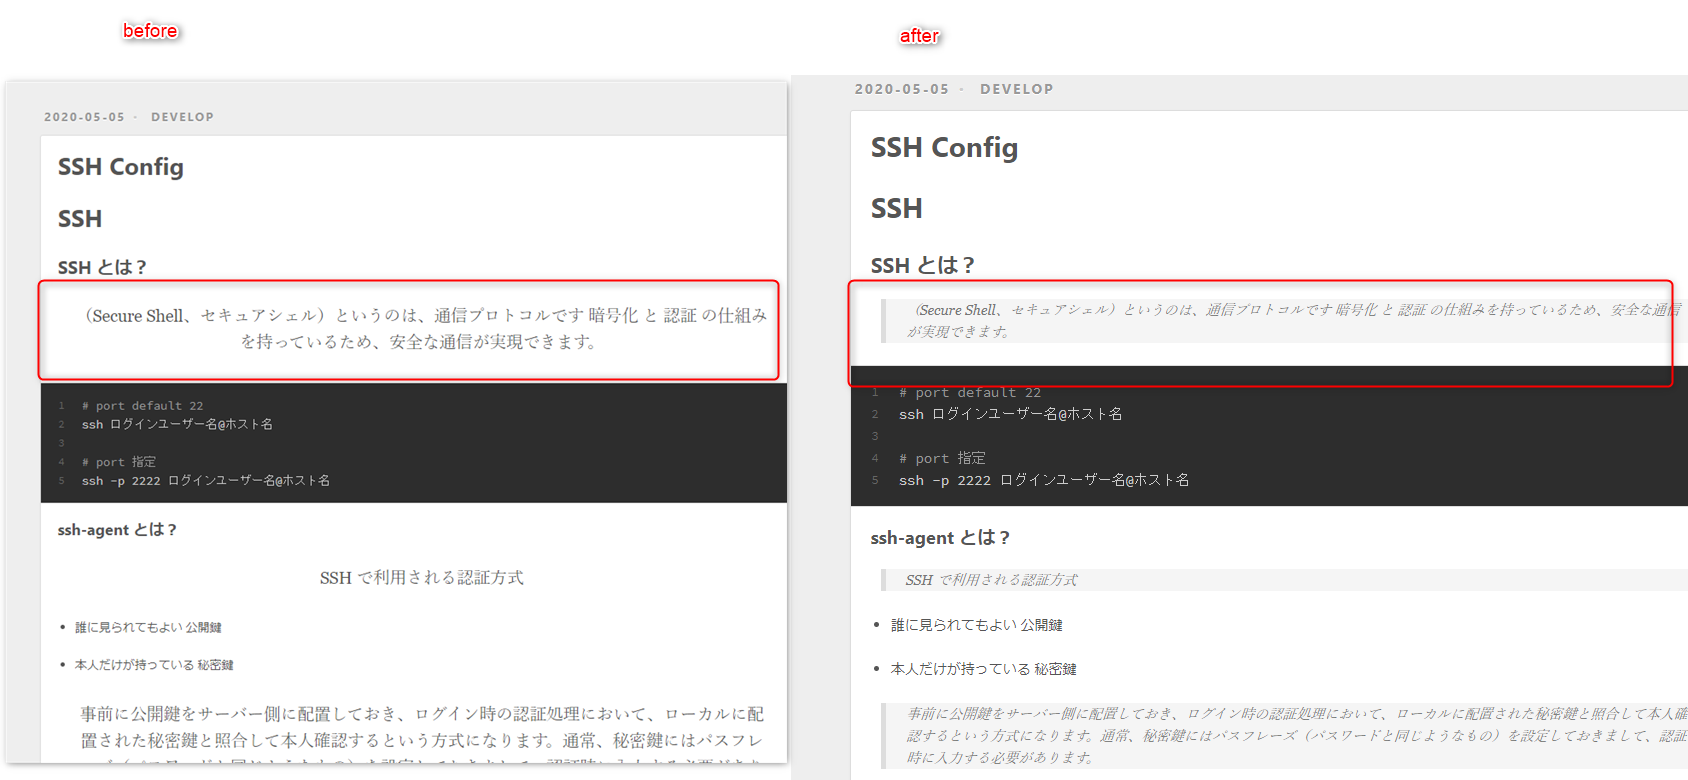 before
2020-05-05 · DEVELOP
SSH Config
SSH
SSH とは？
（Secure Shell、セキュアシェル）というのは、通信プロトコルです 暗号化 と 認証 の仕組み
を持っているため、安全な通信が実現できます。
1 # port default 22
2 ssh ログインユーザー名@ホスト名
3
4 # port 指定
5 ssh -p 2222 ログインユーザー名@ホスト名
ssh-agent とは？
SSH で利用される認証方式
• 誰に見られてもよい 公開鍵
• 本人だけが持っている 秘密鍵
事前に公開鍵をサーバー側に配置しておき、ログイン時の認証処理において、ローカルに配
置された秘密鍵と照合して本人確認するという方式になります。通常、秘密鍵にはパスフレ
after
2020-05-05 · DEVELOP
SSH Config
SSH
SSH とは？
（Secure Shell、セキュアシェル）というのは、通信プロトコルです 暗号化 と 認証 の仕組みを持っているため、安全な通信
が実現できます。
1 # port default 22
2 ssh ログインユーザー名@ホスト名
3
4 # port 指定
5 ssh -p 2222 ログインユーザー名@ホスト名
ssh-agent とは？
SSH で利用される認証方式
• 誰に見られてもよい 公開鍵
• 本人だけが持っている 秘密鍵
事前に公開鍵をサーバー側に配置しておき、ログイン時の認証処理において、ローカルに配置された秘密鍵と照合して本人確
認するという方式になります。通常、秘密鍵にはパスフレーズ（パスワードと同じようなもの）を設定しておきまして、認証
時に入力する必要があります。